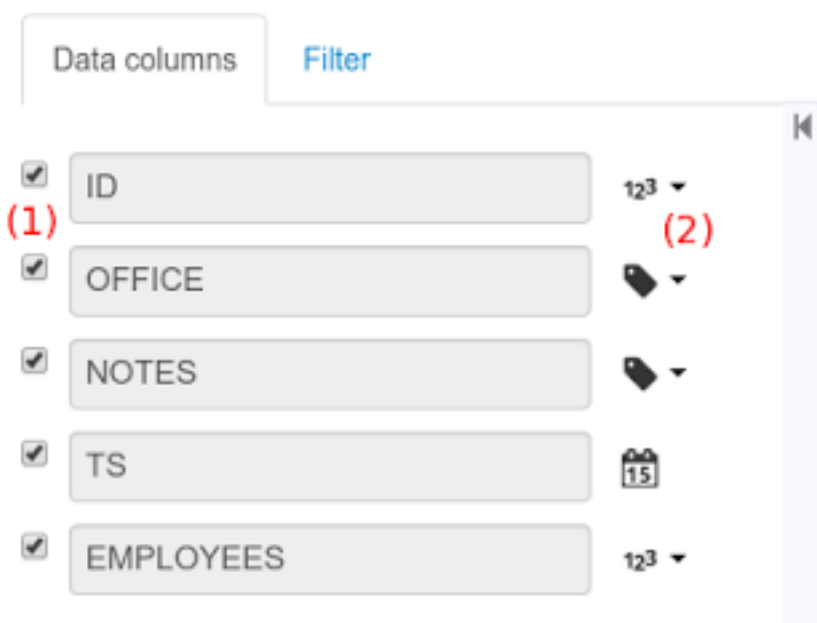 Data columns Filter
ID 123
(1) (2)
OFFICE
NOTES
TS 15
EMPLOYEES 123